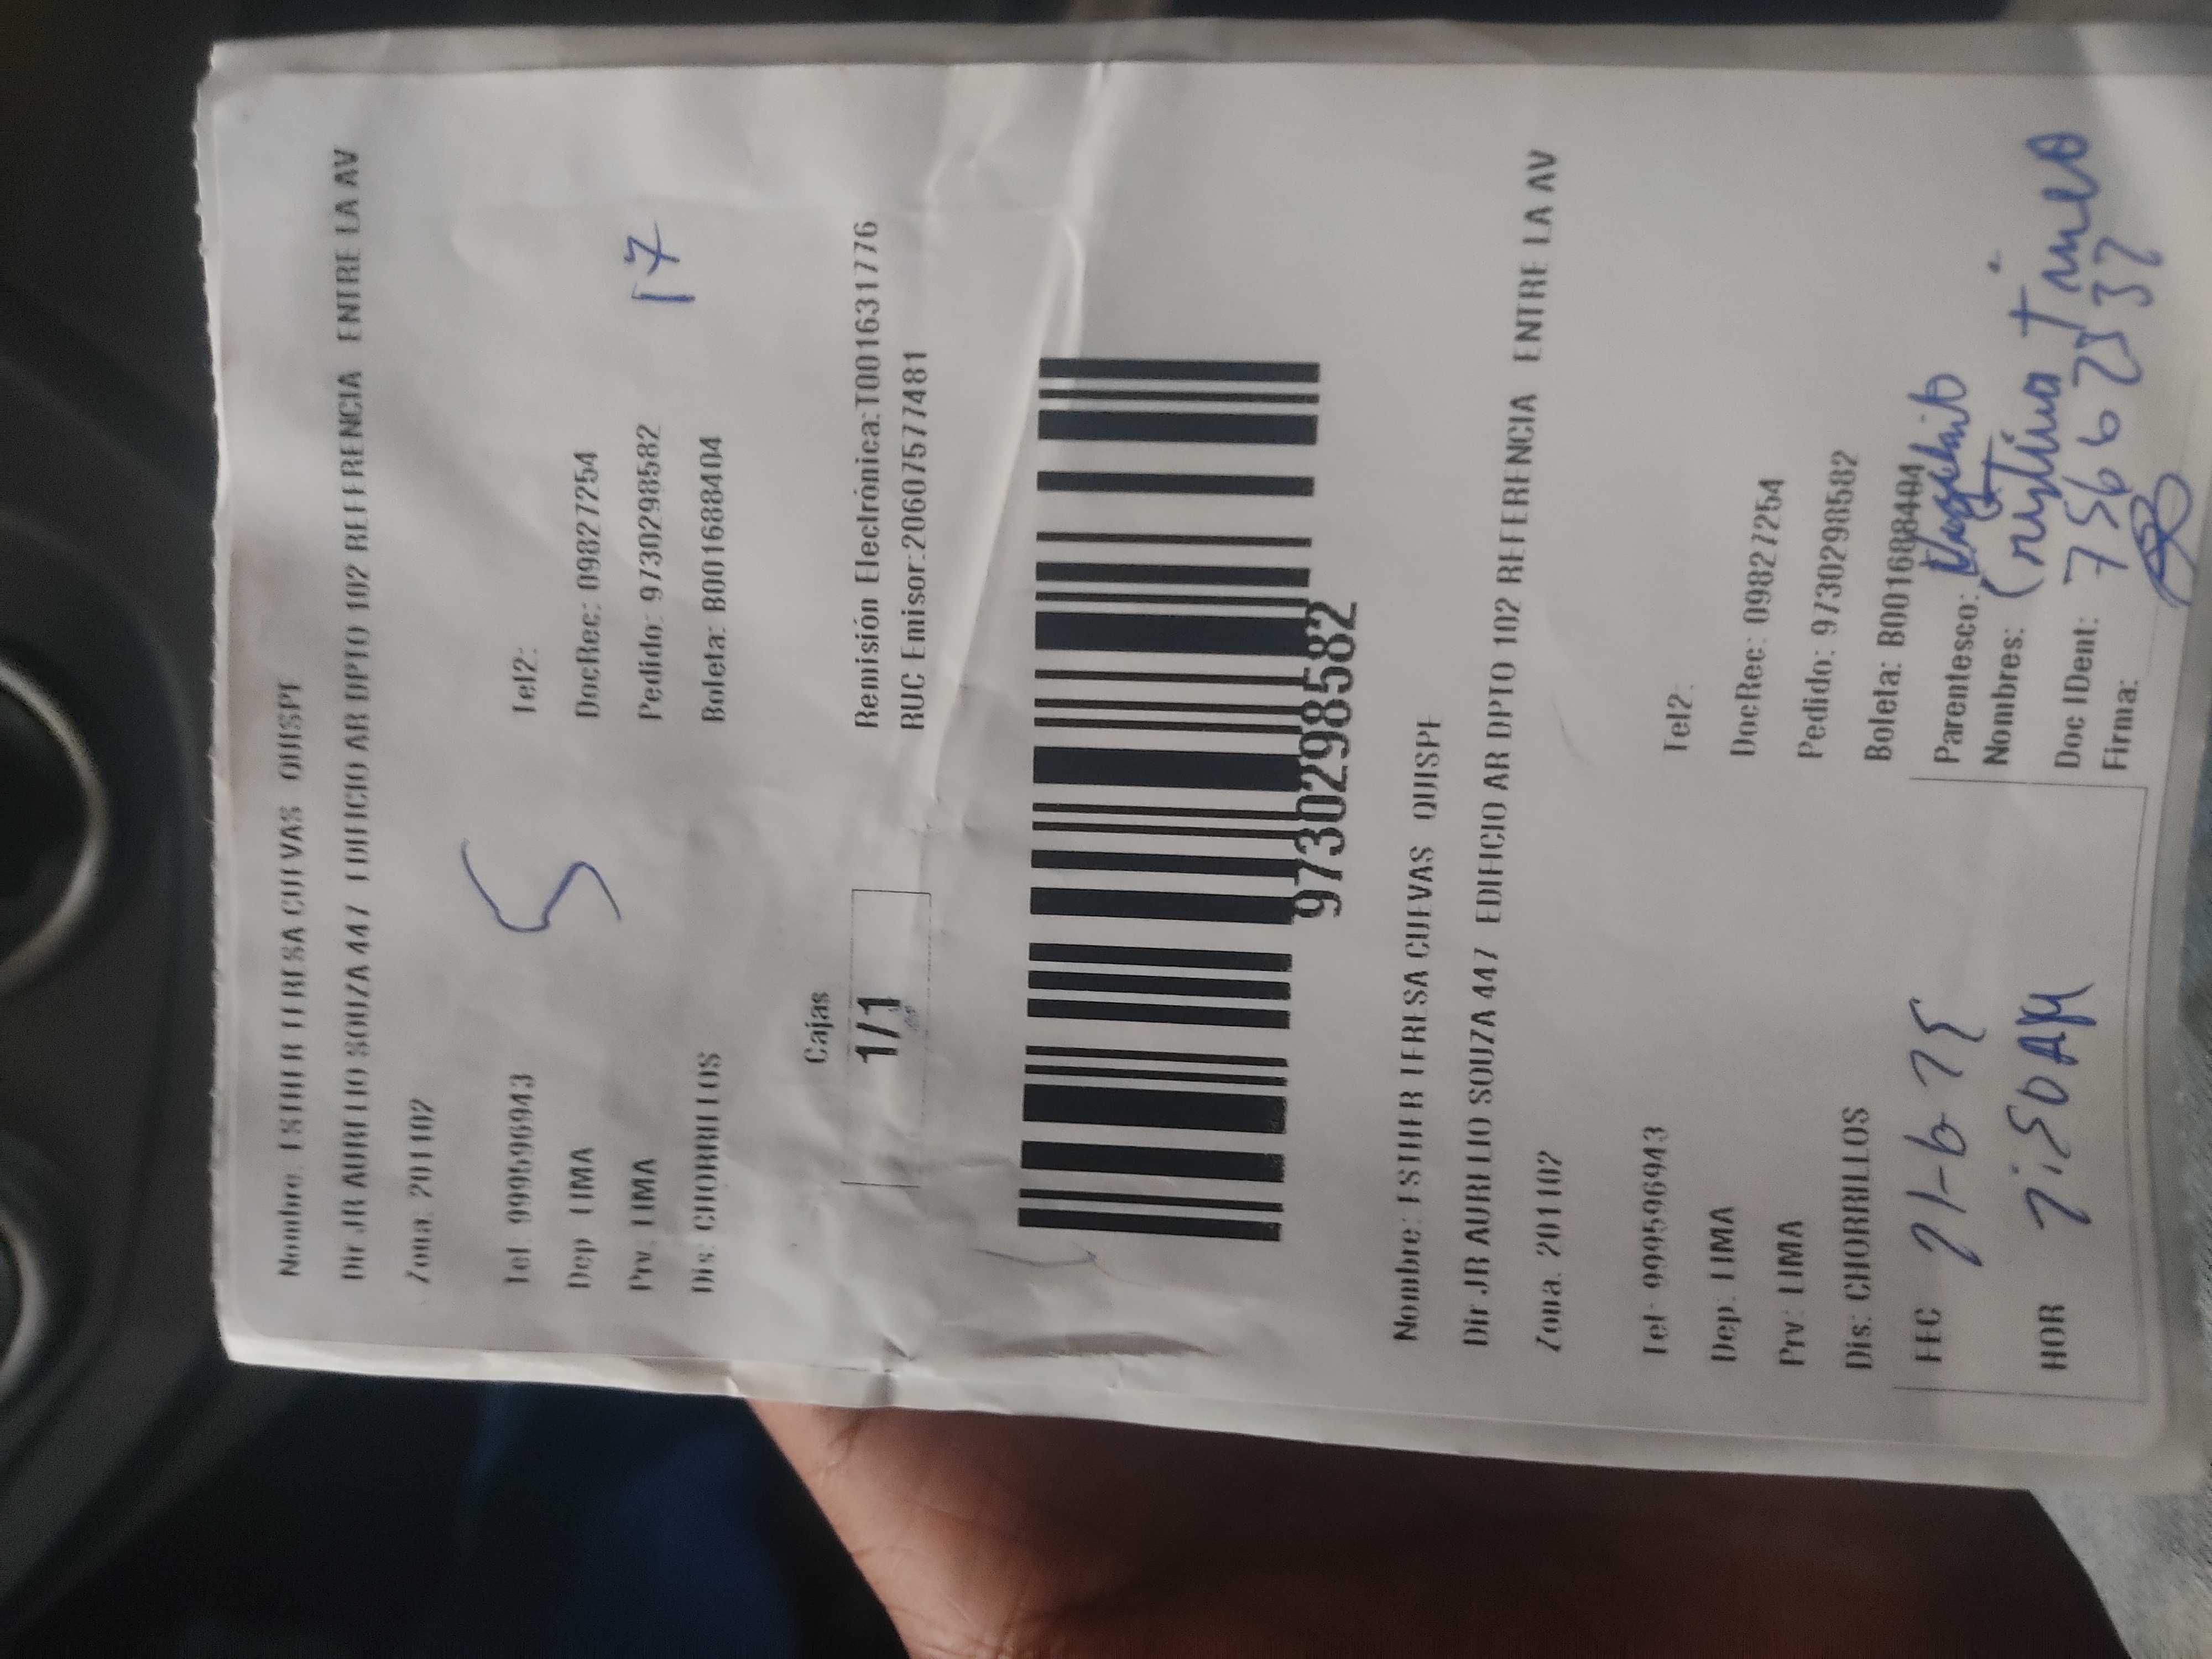 Nombre: ESTHER TERESA CUEVAS QUISPE
Dir JR AURELIO SOUZA 447 EDIFICIO AR DPTO 102 REFERENCIA ENTRE LA AV
Zona: 201102
Tel: 999596943 Tel2:
5
Dep: LIMA DocRec: 09827254
Prv: LIMA Pedido: 9730298582 17
Dis: CHORRILLOS Boleta: B001688404
Cajas
1/1
Remisión Electrónica:T001631776
RUC Emisor:20607577481
9730298582
Nombre: ESTHER TERESA CUEVAS QUISPE
Dir JR AURELIO SOUZA 447 EDIFICIO AR DPTO 102 REFERENCIA ENTRE LA AV
Zona: 201102
Tel: 999596943 Tel2:
Dep: LIMA DocRec: 09827254
Prv: LIMA Pedido: 9730298582
Dis: CHORRILLOS Boleta: B001688404
FEC 21-6-25 Parentesco:
Nombres:
HOR 7:50 AM Doc IDent:
Firma: